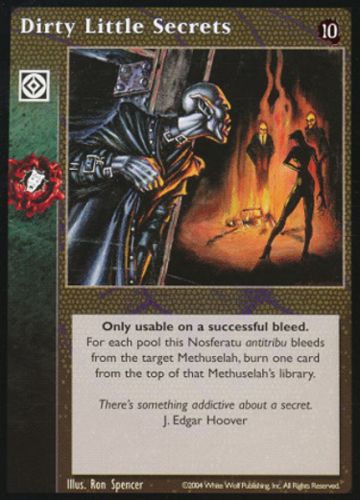 Dirty Little Secrets
10
Only usable on a successful bleed.
For each pool this Nosferatu antitribu bleeds
from the target Methuselah, burn one card
from the top of that Methuselah's library.
There's something addictive about a secret.
J. Edgar Hoover
Illus. Ron Spencer
©2004 White Wolf Publishing, Inc. All Rights Reserved.